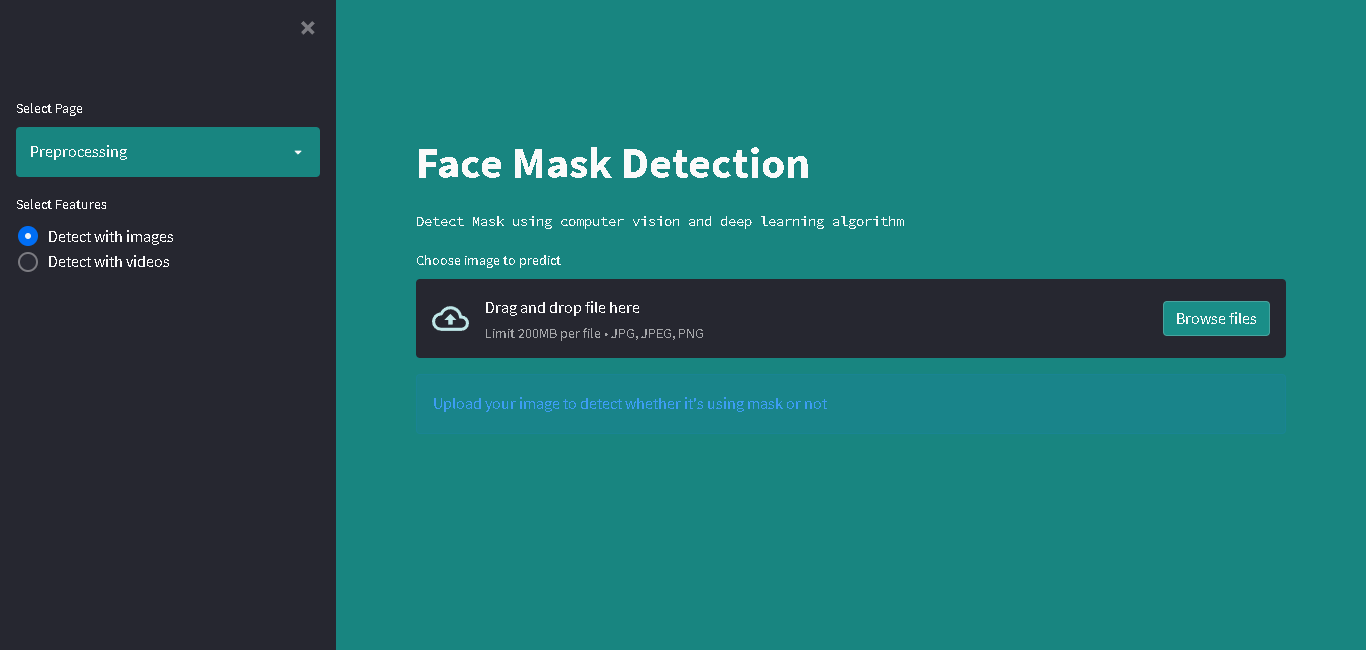 Select Page
Preprocessing
Select Features
Detect with images
Detect with videos
Face Mask Detection
Detect Mask using computer vision and deep learning algorithm
Choose image to predict
Drag and drop file here
Limit 200MB per file • JPG, JPEG, PNG
Browse files
Upload your image to detect whether it's using mask or not